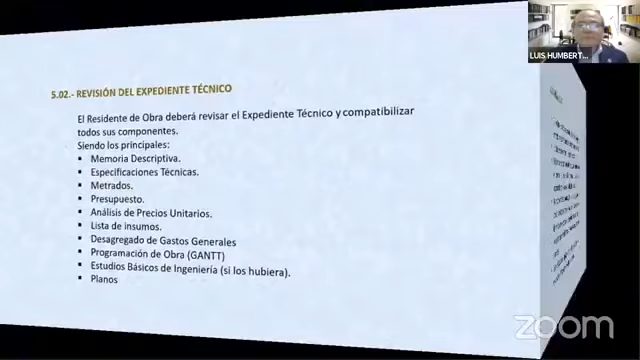 LUIS HUMBERT...
5.02.- REVISIÓN DEL EXPEDIENTE TÉCNICO
El Residente de Obra deberá revisar el Expediente Técnico y compatibilizar
todos sus componentes.
Siendo los principales:
▪ Memoria Descriptiva.
▪ Especificaciones Técnicas.
▪ Metrados.
▪ Presupuesto.
▪ Análisis de Precios Unitarios.
▪ Lista de insumos.
▪ Desagregado de Gastos Generales
▪ Programación de Obra (GANTT)
▪ Estudios Básicos de Ingeniería (si los hubiera).
▪ Planos
zoom